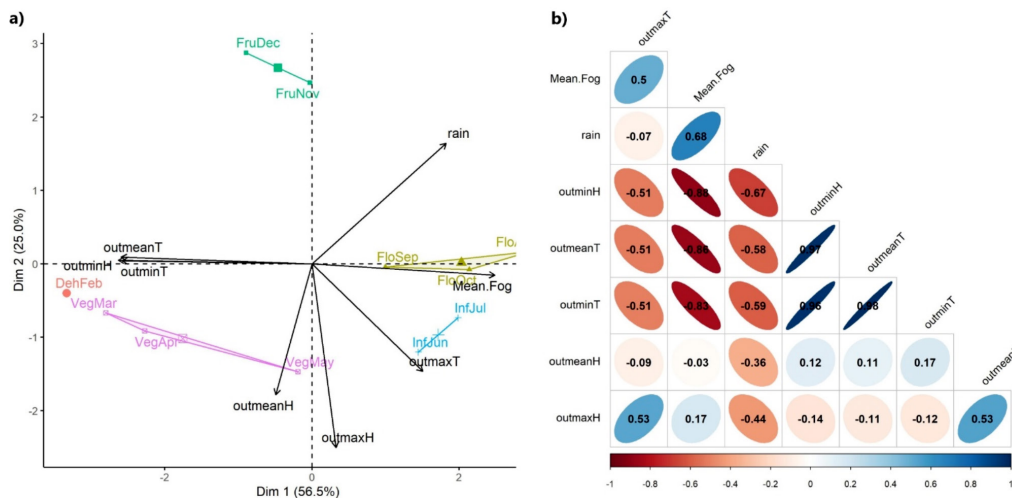 a)
3
2
1
0
-1
-2
Dim 2 (25.0%)
FruDec
FruNov
rain
outmeanT
outminH
outminT
DehFeb
VegMar
VegApr
VegMay
FloSep
FloOct
Mean.Fog
InfJul
InfJun
outmaxT
outmeanH
outmaxH
-2 0 2
Dim 1 (56.5%)
b)
outmaxT
Mean.Fog 0.5 Mean.Fog
rain -0.07 0.68 rain
outminH -0.51 -0.67 outminH
outmeanT -0.51 -0.58 0.97 outmeanT
outminT -0.51 -0.83 -0.59 0.96 0.98 outminT
outmeanH -0.09 -0.03 -0.36 0.12 0.11 0.17
outmaxH 0.53 0.17 -0.44 -0.14 -0.11 -0.12 0.53
-1 -0.8 -0.6 -0.4 -0.2 0 0.2 0.4 0.6 0.8 1